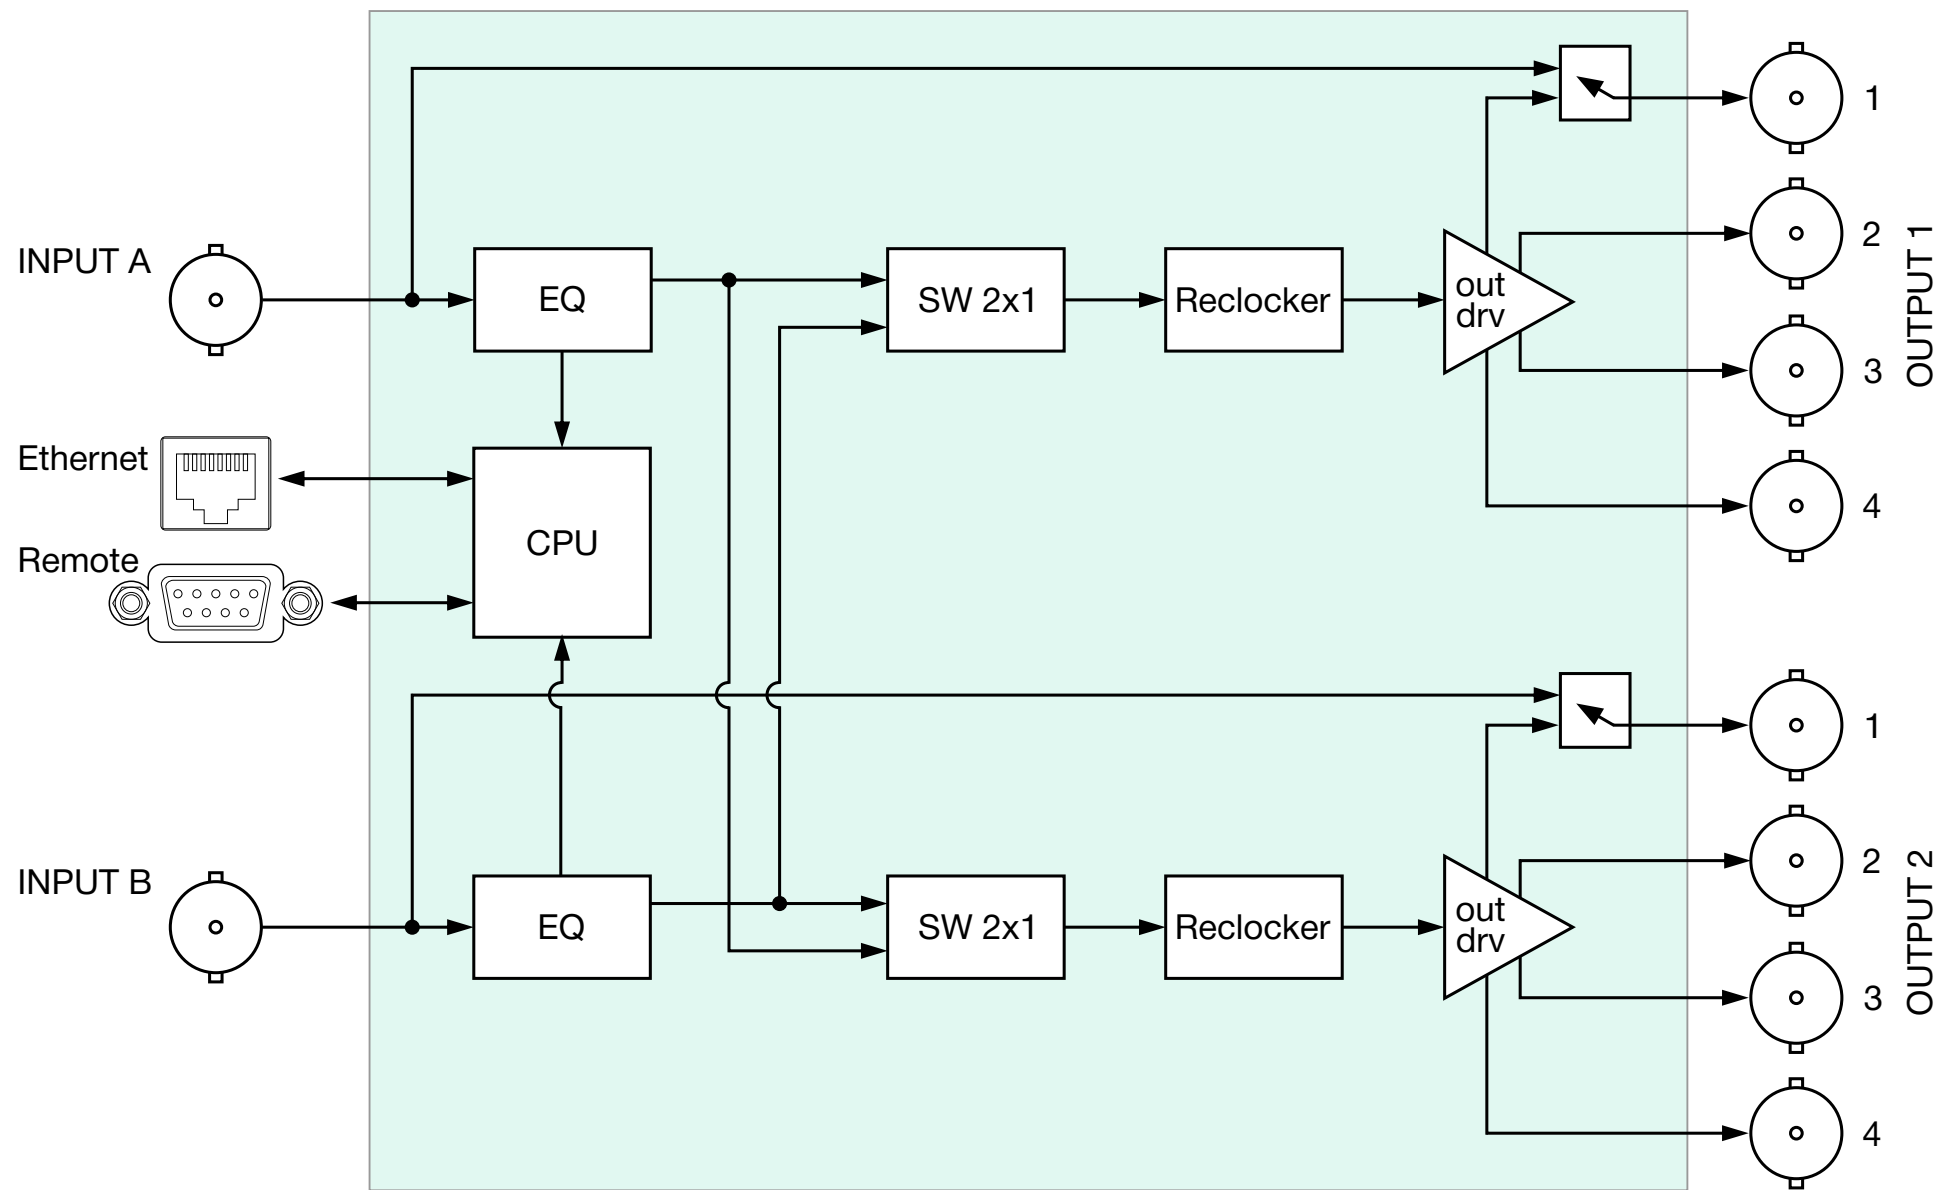 1
INPUT A
2
EQ
SW 2x1
Reclocker
out
drv
OUTPUT 1
3
Ethernet
4
CPU
Remote
1
INPUT B
2
EQ
SW 2x1
Reclocker
out
drv
OUTPUT 2
3
4